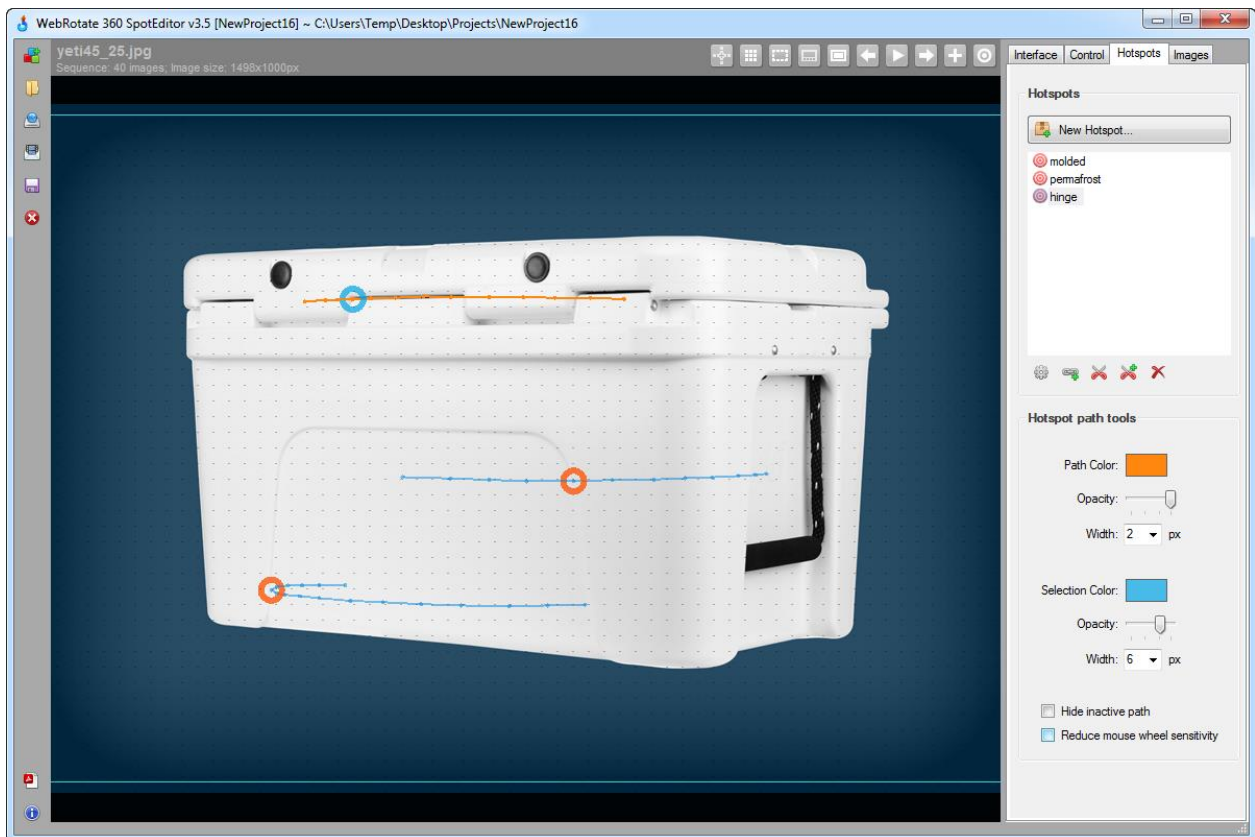 WebRotate 360 SpotEditor v3.5 [NewProject16] ~ C:\Users\Temp\Desktop\Projects\NewProject16
yeti45_25.jpg
Sequence: 40 images; Image size: 1498x1000px
Interface Control Hotspots Images
Hotspots
New Hotspot...
molded
permafrost
hinge
Hotspot path tools
Path Color:
Opacity:
Width: 2 px
Selection Color:
Opacity:
Width: 6 px
Hide inactive path
Reduce mouse wheel sensitivity